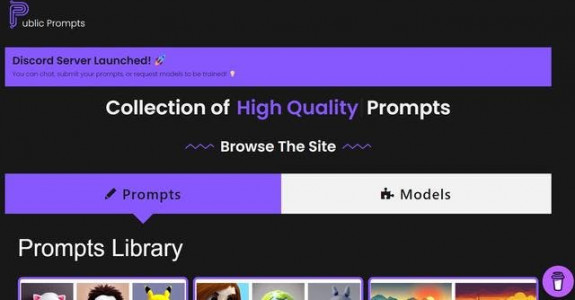 Public Prompts
Discord Server Launched! 🚀
You can chat, submit your prompts, or request models to be trained! 💡
Collection of High Quality Prompts
Browse The Site
Prompts
Models
Prompts Library